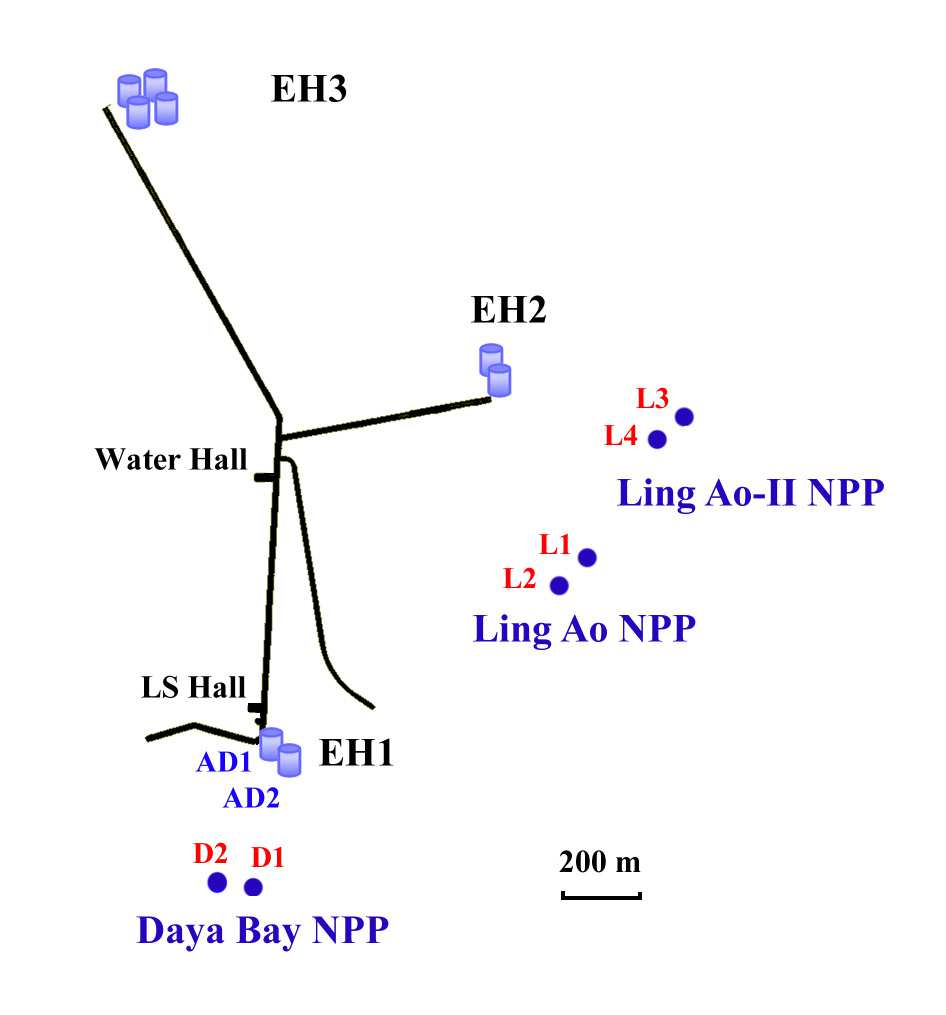 EH3
EH2
L3
L4
Water Hall
Ling Ao-II NPP
L1
L2
Ling Ao NPP
LS Hall
EH1
AD1
AD2
D2 D1
200 m
Daya Bay NPP